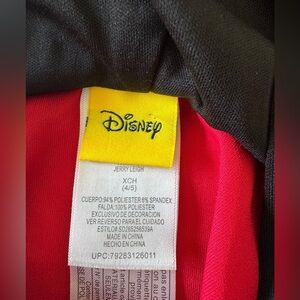 Disney
JERRY LEIGH
XCH
(4/5)
CUERPO:94% POLIESTER 6% SPANDEX
FALDA:100% POLIESTER
EXCLUSIVO DE DECORACION
VER REVERSO PARA EL CUIDADO
ESTILO# SD265256539A
MADE IN CHINA
HECHO EN CHINA
UPC:79283126011